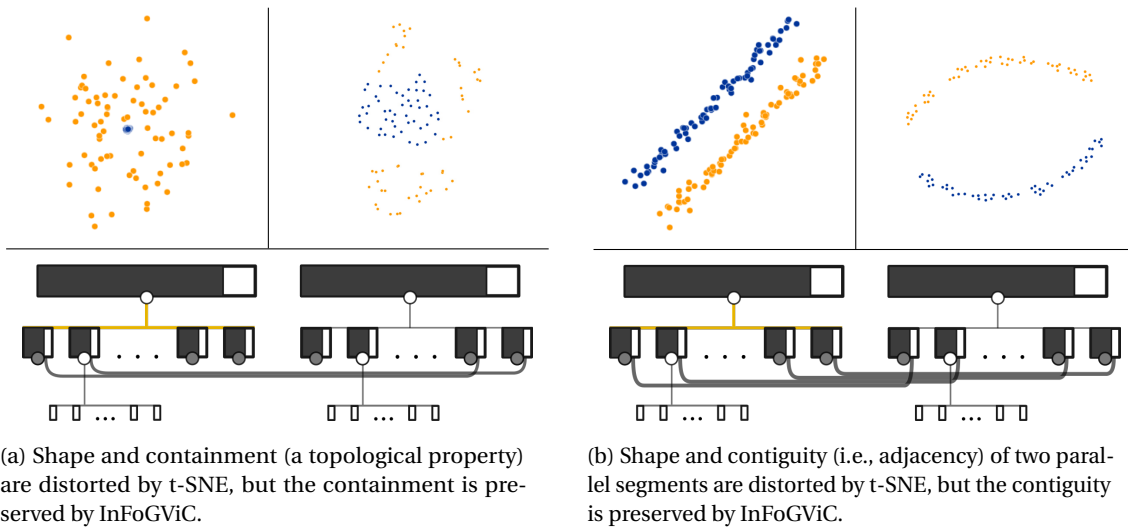 (a) Shape and containment (a topological property)
are distorted by t-SNE, but the containment is pre-
served by InFoGViC.
(b) Shape and contiguity (i.e., adjacency) of two paral-
lel segments are distorted by t-SNE, but the contiguity
is preserved by InFoGViC.